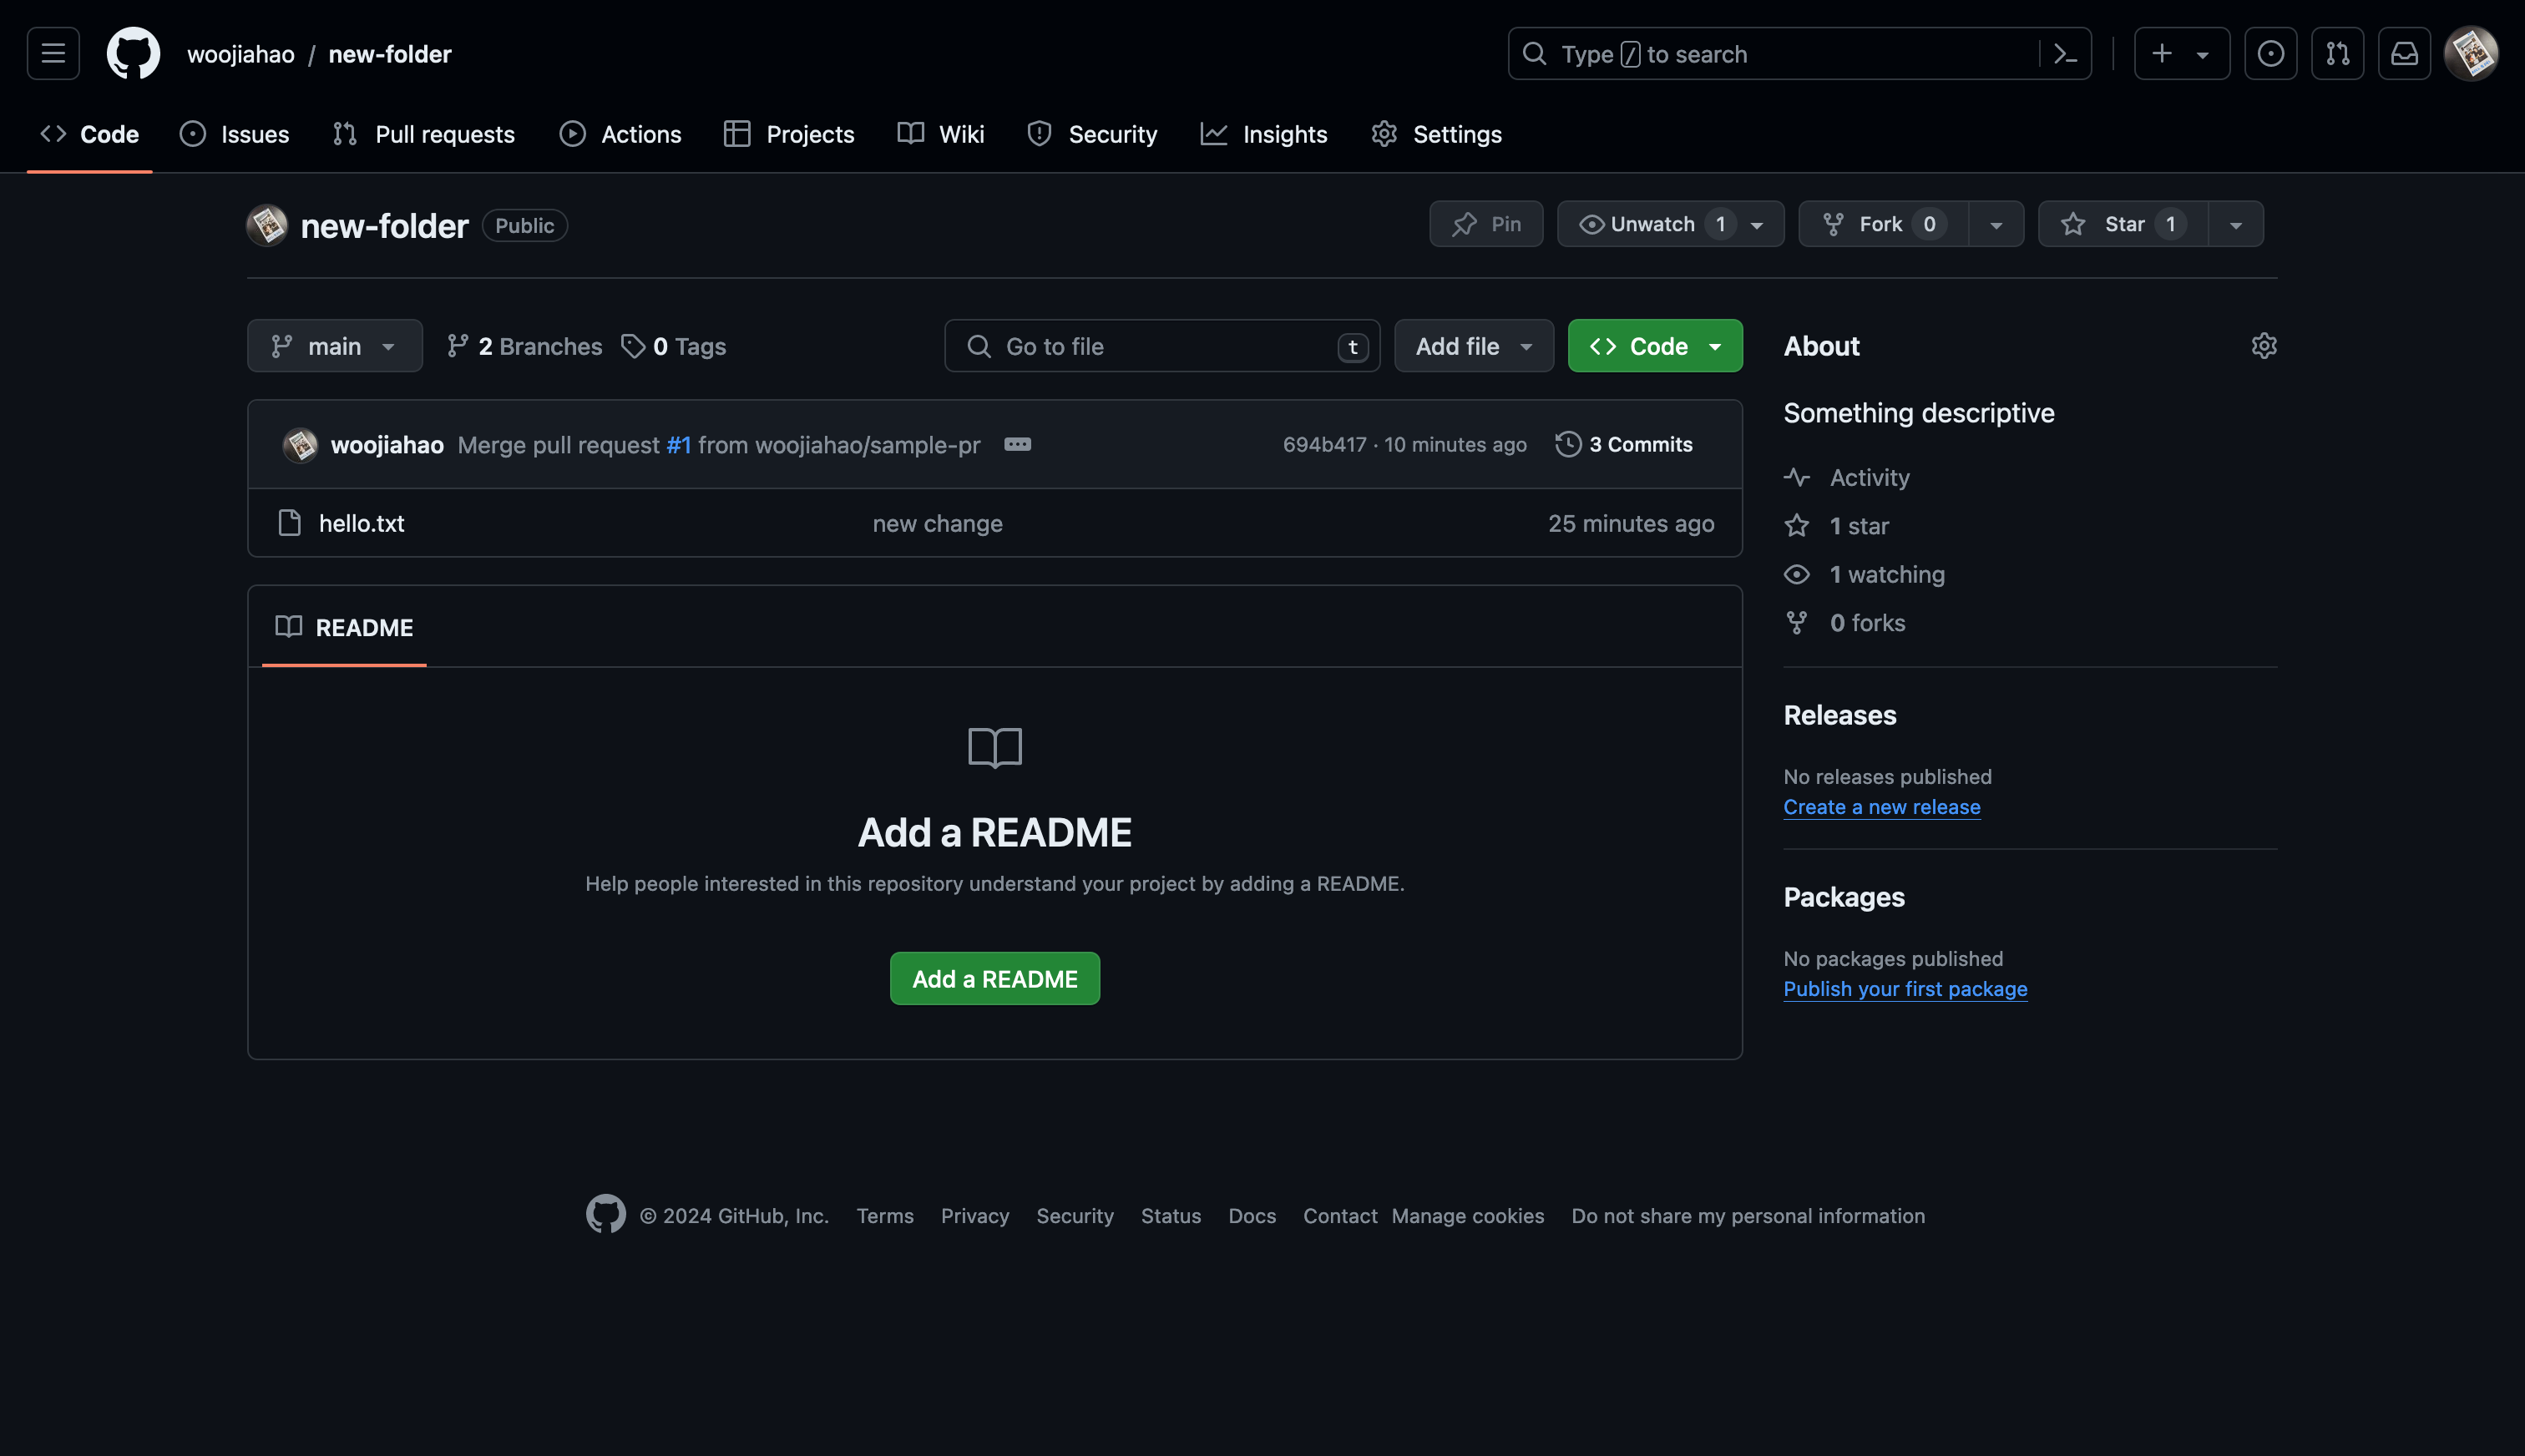 woojiahao / new-folder
Type / to search
Code Issues Pull requests Actions Projects Wiki Security Insights Settings
new-folder Public
Pin Unwatch 1 Fork 0 Star 1
main 2 Branches 0 Tags
Go to file t Add file Code
woojiahao Merge pull request #1 from woojiahao/sample-pr 694b417 · 10 minutes ago 3 Commits
hello.txt new change 25 minutes ago
README
Add a README
Help people interested in this repository understand your project by adding a README.
Add a README
About
Something descriptive
Activity
1 star
1 watching
0 forks
Releases
No releases published
Create a new release
Packages
No packages published
Publish your first package
© 2024 GitHub, Inc. Terms Privacy Security Status Docs Contact Manage cookies Do not share my personal information